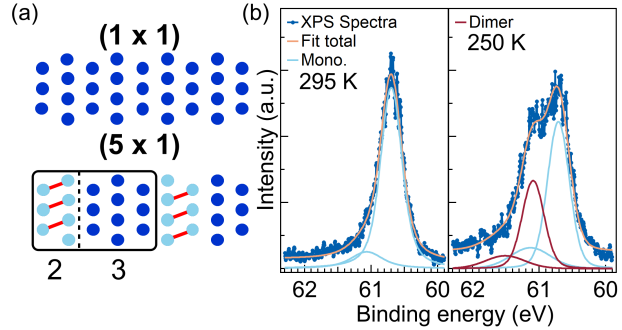 (a)
(1 x 1)
(5 x 1)
2 3
(b)
XPS Spectra
Fit total
Mono.
295 K
Dimer
250 K
Intensity (a.u.)
62 61 60 62 61 60
Binding energy (eV)